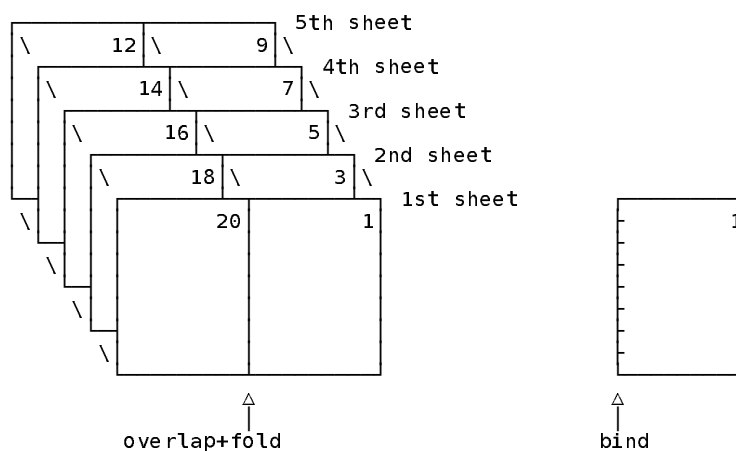 5th sheet
12 9
4th sheet
14 7
3rd sheet
16 5
2nd sheet
18 3
1st sheet
20 1 1
overlap+fold bind